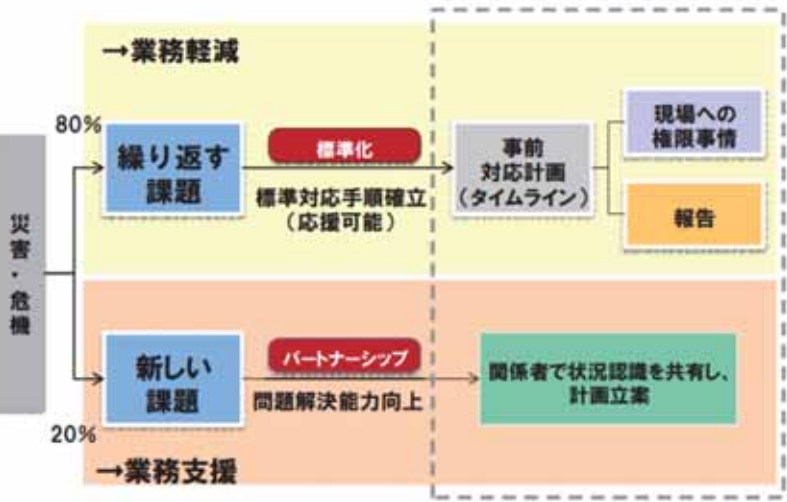 →業務軽減
80%
繰り返す
課題
標準化
標準対応手順確立
（応援可能）
事前
対応計画
（タイムライン）
現場への
権限事情
報告
災害・危機
新しい
課題
パートナーシップ
問題解決能力向上
関係者で状況認識を共有し、
計画立案
20%
→業務支援